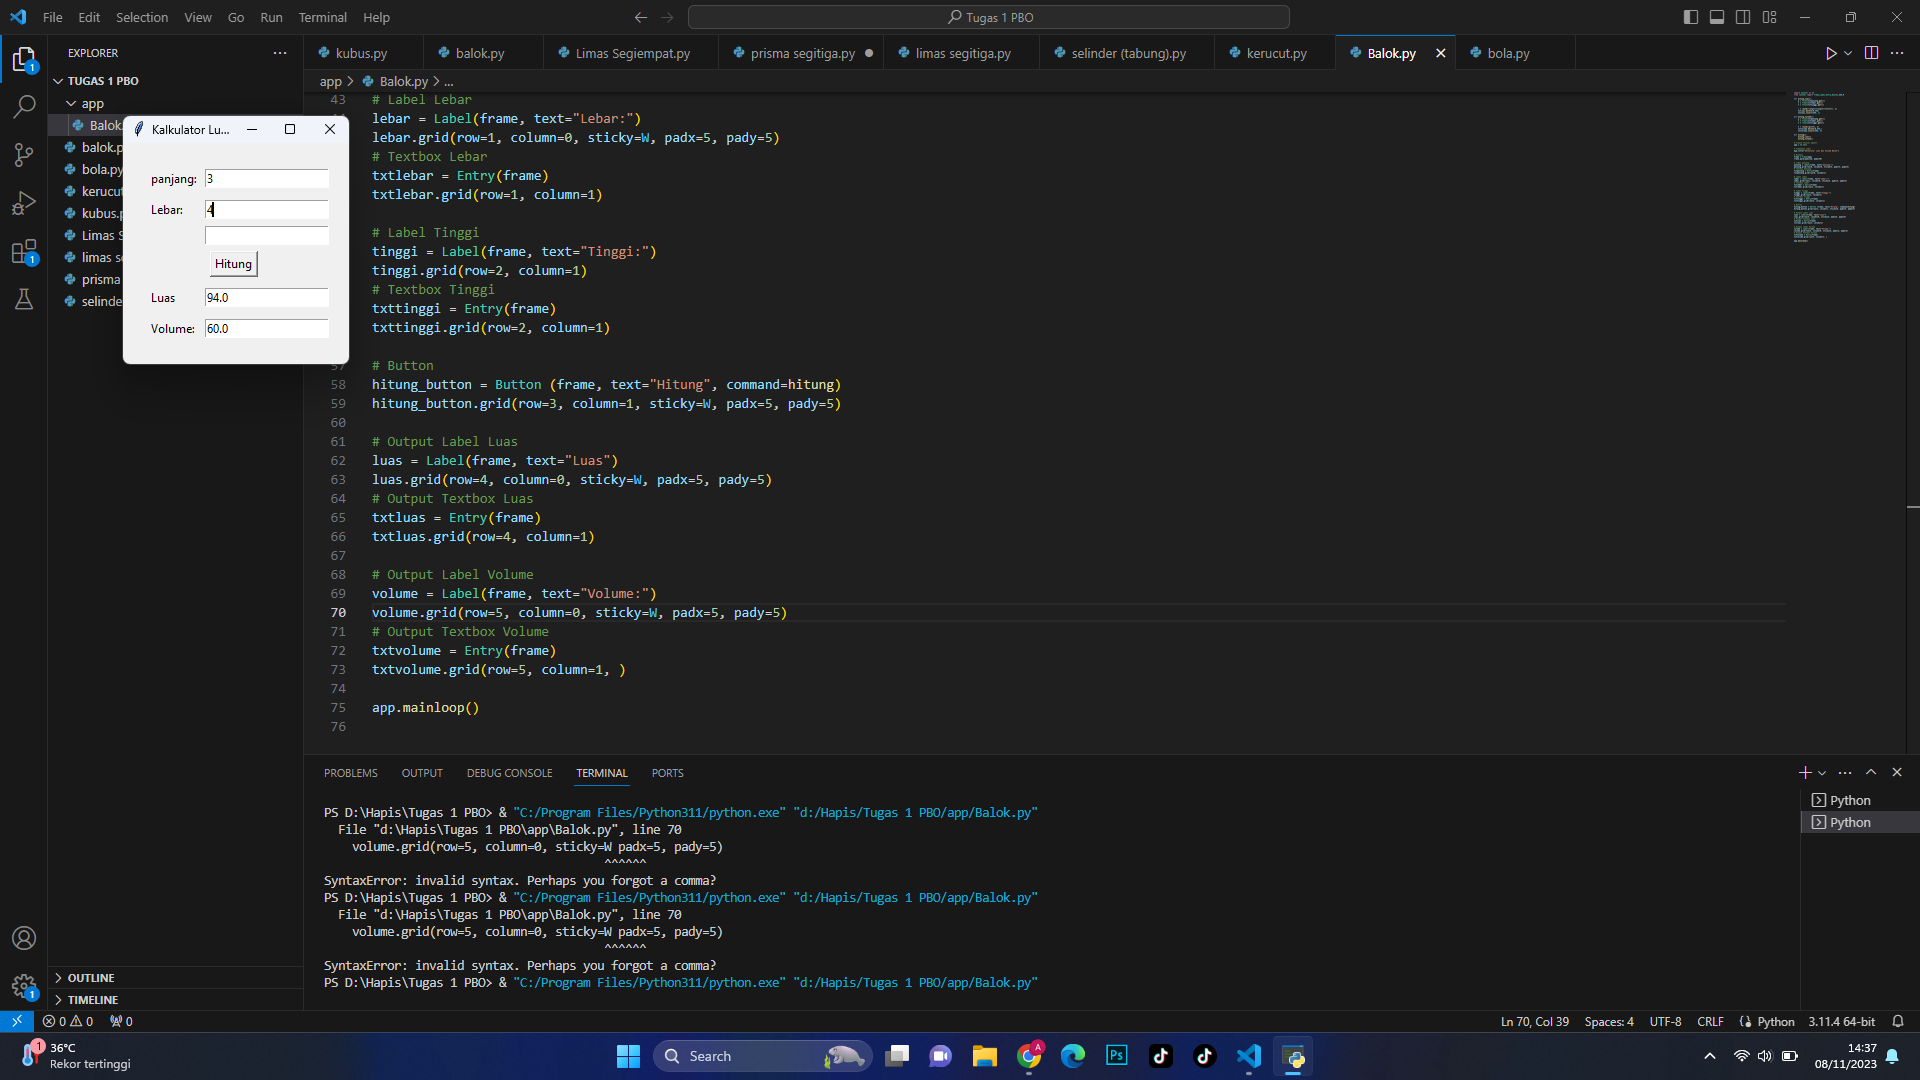 File Edit Selection View Go Run Terminal Help
Tugas 1 PBO
EXPLORER
TUGAS 1 PBO
app
Balok.
balok.p
bola.py
kerucut
kubus.p
Limas S
limas se
prisma
selinde
OUTLINE
TIMELINE
kubus.py balok.py Limas Segiempat.py prisma segitiga.py limas segitiga.py selinder (tabung).py kerucut.py Balok.py bola.py
app > Balok.py > ...
Kalkulator Lu...
panjang: 3
Lebar: 4
Hitung
Luas 94.0
Volume: 60.0
43 # Label Lebar
lebar = Label(frame, text="Lebar:")
lebar.grid(row=1, column=0, sticky=W, padx=5, pady=5)
# Textbox Lebar
txtlebar = Entry(frame)
txtlebar.grid(row=1, column=1)
# Label Tinggi
tinggi = Label(frame, text="Tinggi:")
tinggi.grid(row=2, column=1)
# Textbox Tinggi
txttinggi = Entry(frame)
txttinggi.grid(row=2, column=1)
57 # Button
58 hitung_button = Button (frame, text="Hitung", command=hitung)
59 hitung_button.grid(row=3, column=1, sticky=W, padx=5, pady=5)
60
61 # Output Label Luas
62 luas = Label(frame, text="Luas")
63 luas.grid(row=4, column=0, sticky=W, padx=5, pady=5)
64 # Output Textbox Luas
65 txtluas = Entry(frame)
66 txtluas.grid(row=4, column=1)
67
68 # Output Label Volume
69 volume = Label(frame, text="Volume:")
70 volume.grid(row=5, column=0, sticky=W, padx=5, pady=5)
71 # Output Textbox Volume
72 txtvolume = Entry(frame)
73 txtvolume.grid(row=5, column=1, )
74
75 app.mainloop()
76
PROBLEMS OUTPUT DEBUG CONSOLE TERMINAL PORTS
Python
Python
PS D:\Hapis\Tugas 1 PBO> & "C:/Program Files/Python311/python.exe" "d:/Hapis/Tugas 1 PBO/app/Balok.py"
File "d:\Hapis\Tugas 1 PBO\app\Balok.py", line 70
volume.grid(row=5, column=0, sticky=W padx=5, pady=5)
^^^^^^
SyntaxError: invalid syntax. Perhaps you forgot a comma?
PS D:\Hapis\Tugas 1 PBO> & "C:/Program Files/Python311/python.exe" "d:/Hapis/Tugas 1 PBO/app/Balok.py"
File "d:\Hapis\Tugas 1 PBO\app\Balok.py", line 70
volume.grid(row=5, column=0, sticky=W padx=5, pady=5)
^^^^^^
SyntaxError: invalid syntax. Perhaps you forgot a comma?
PS D:\Hapis\Tugas 1 PBO> & "C:/Program Files/Python311/python.exe" "d:/Hapis/Tugas 1 PBO/app/Balok.py"
0 0 0 Ln 70, Col 39 Spaces: 4 UTF-8 CRLF Python 3.11.4 64-bit
1 36°C
Rekor tertinggi
Search
A
Ps
14:37
08/11/2023